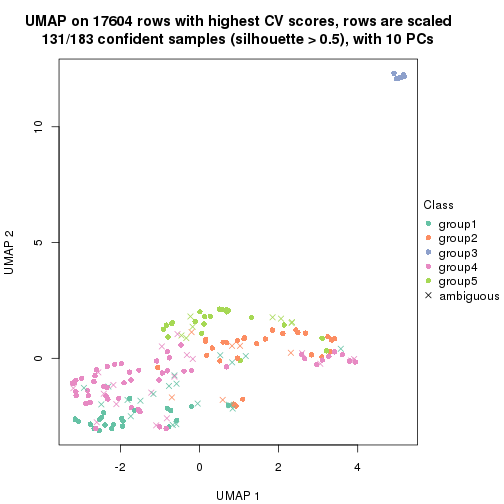 UMAP on 17604 rows with highest CV scores, rows are scaled
131/183 confident samples (silhouette > 0.5), with 10 PCs
10
5
0
UMAP 2
-2
0
2
4
UMAP 1
Class
group1
group2
group3
group4
group5
ambiguous